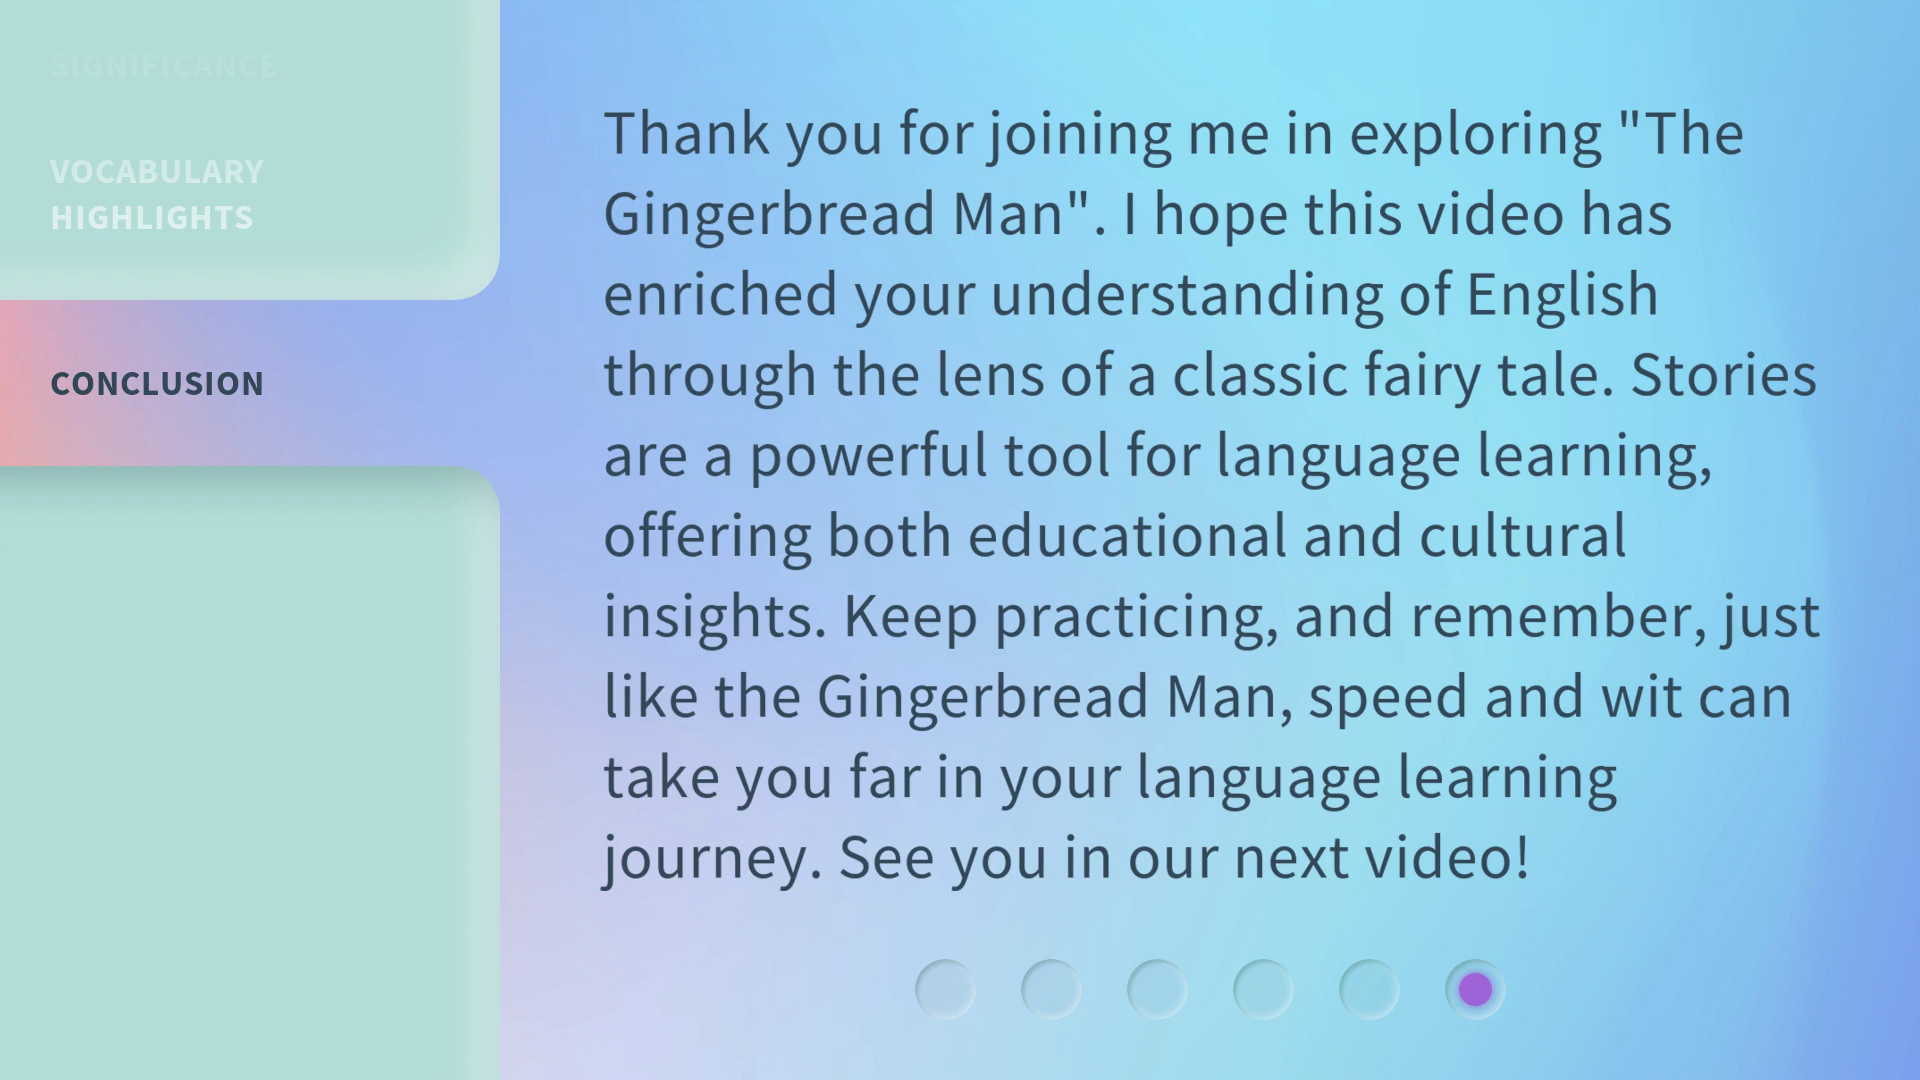 CULTURAL
SIGNIFICANCE
VOCABULARY
HIGHLIGHTS
CONCLUSION
Thank you for joining me in exploring "The
Gingerbread Man". I hope this video has
enriched your understanding of English
through the lens of a classic fairy tale. Stories
are a powerful tool for language learning,
offering both educational and cultural
insights. Keep practicing, and remember, just
like the Gingerbread Man, speed and wit can
take you far in your language learning
journey. See you in our next video!